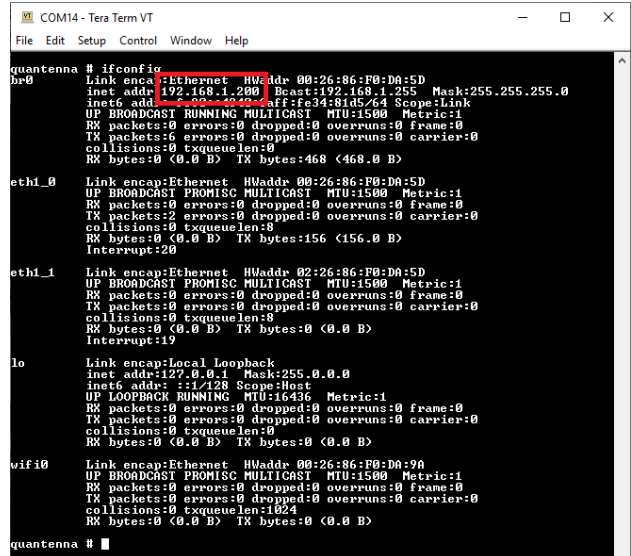 COM14 - Tera Term VT
File Edit Setup Control Window Help
quantenna # ifconfig
br0 Link encap:Ethernet HWaddr 00:26:86:F0:DA:5D
inet addr:192.168.1.200 Bcast:192.168.1.255 Mask:255.255.255.0
inet6 aff:fe34:81d5/64 Scope:Link
UP BROADCAST RUNNING MULTICAST MTU:1500 Metric:1
RX packets:0 errors:0 dropped:0 overruns:0 frame:0
TX packets:6 errors:0 dropped:0 overruns:0 carrier:0
collisions:0 txqueuelen:0
RX bytes:0 (0.0 B) TX bytes:468 (468.0 B)
eth1_0 Link encap:Ethernet HWaddr 00:26:86:F0:DA:5D
UP BROADCAST PROMISC MULTICAST MTU:1500 Metric:1
RX packets:0 errors:0 dropped:0 overruns:0 frame:0
TX packets:2 errors:0 dropped:0 overruns:0 carrier:0
collisions:0 txqueuelen:8
RX bytes:0 (0.0 B) TX bytes:156 (156.0 B)
Interrupt:20
eth1_1 Link encap:Ethernet HWaddr 02:26:86:F0:DA:5D
UP BROADCAST PROMISC MULTICAST MTU:1500 Metric:1
RX packets:0 errors:0 dropped:0 overruns:0 frame:0
TX packets:0 errors:0 dropped:0 overruns:0 carrier:0
collisions:0 txqueuelen:8
RX bytes:0 (0.0 B) TX bytes:0 (0.0 B)
Interrupt:19
lo Link encap:Local Loopback
inet addr:127.0.0.1 Mask:255.0.0.0
inet6 addr: ::1/128 Scope:Host
UP LOOPBACK RUNNING MTU:16436 Metric:1
RX packets:0 errors:0 dropped:0 overruns:0 frame:0
TX packets:0 errors:0 dropped:0 overruns:0 carrier:0
collisions:0 txqueuelen:0
RX bytes:0 (0.0 B) TX bytes:0 (0.0 B)
wifi0 Link encap:Ethernet HWaddr 00:26:86:F0:DA:9A
UP BROADCAST PROMISC MULTICAST MTU:1500 Metric:1
RX packets:0 errors:0 dropped:0 overruns:0 frame:0
TX packets:0 errors:0 dropped:0 overruns:0 carrier:0
collisions:0 txqueuelen:1024
RX bytes:0 (0.0 B) TX bytes:0 (0.0 B)
quantenna #